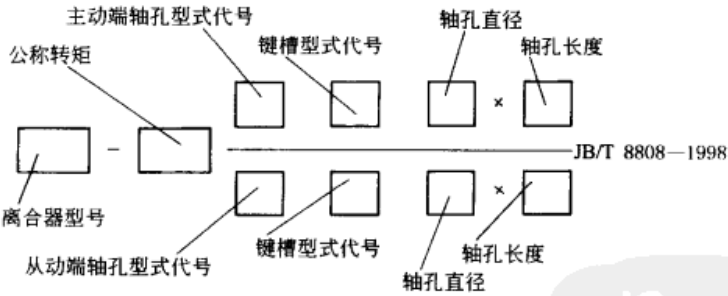 主动端轴孔型式代号
轴孔直径
键槽型式代号
轴孔长度
公称转矩
×
-
JB/T 8808—1998
×
离合器型号
键槽型式代号
轴孔长度
从动端轴孔型式代号
轴孔直径